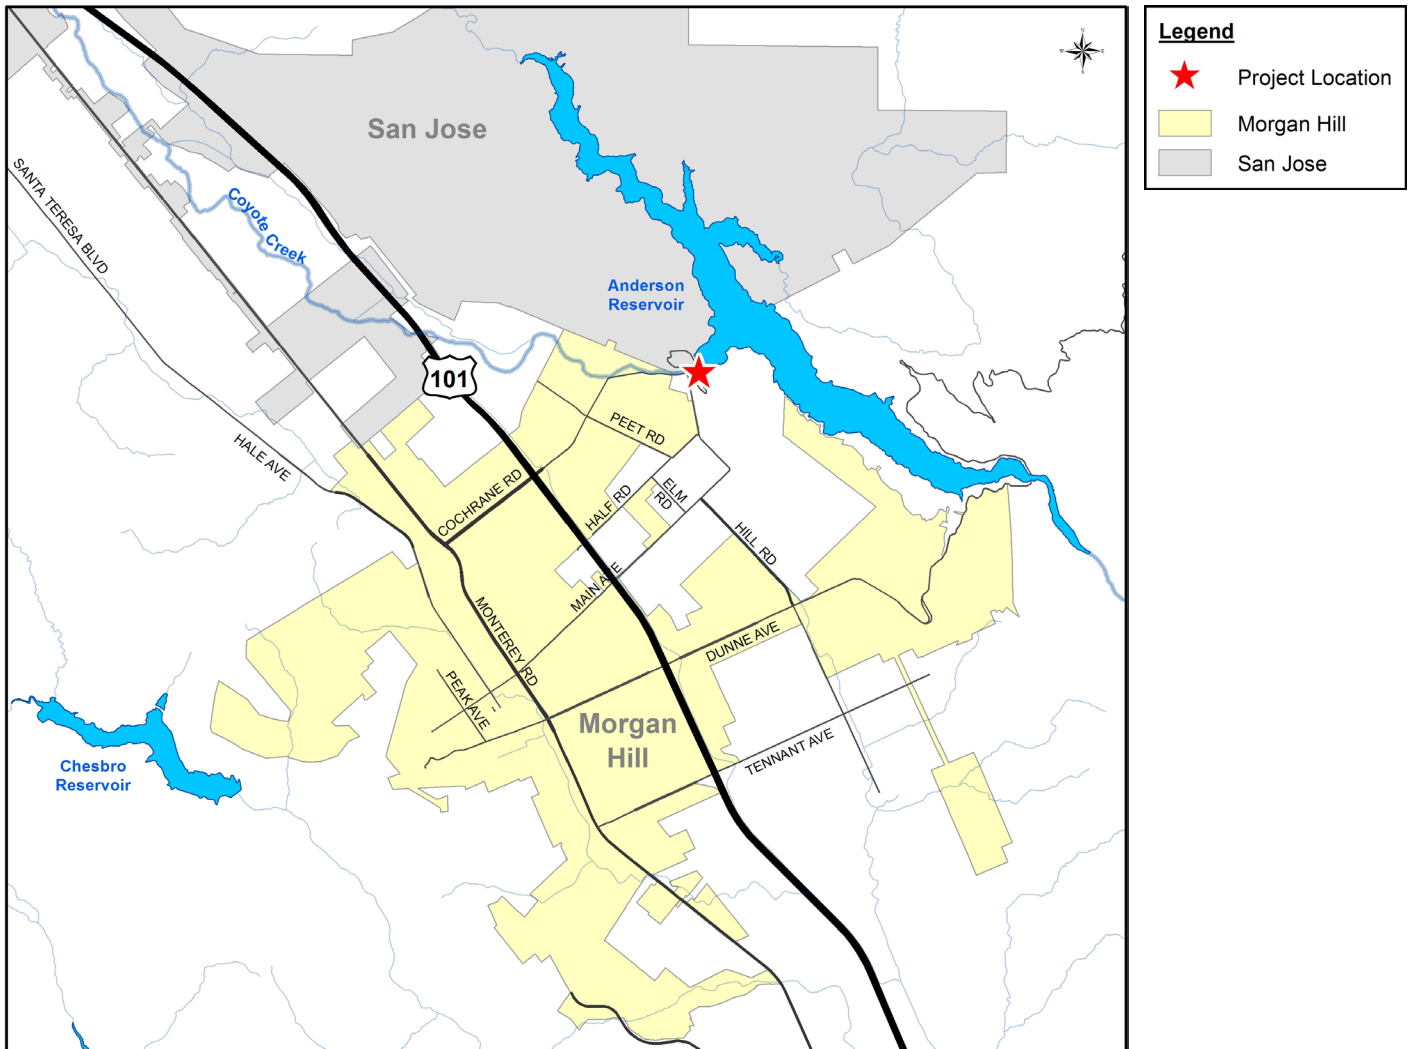 Legend
Project Location
Morgan Hill
San Jose
N
W
E
S
San Jose
SANTA TERESA BLVD
Coyote Creek
Anderson
Reservoir
101
HALE AVE
PEET RD
COCHRANE RD
HALF RD
ELM
RD
HILL RD
MAIN AVE
MONTEREY RD
DUNNE AVE
PEAK AVE
Morgan
Hill
TENNANT AVE
Chesbro
Reservoir